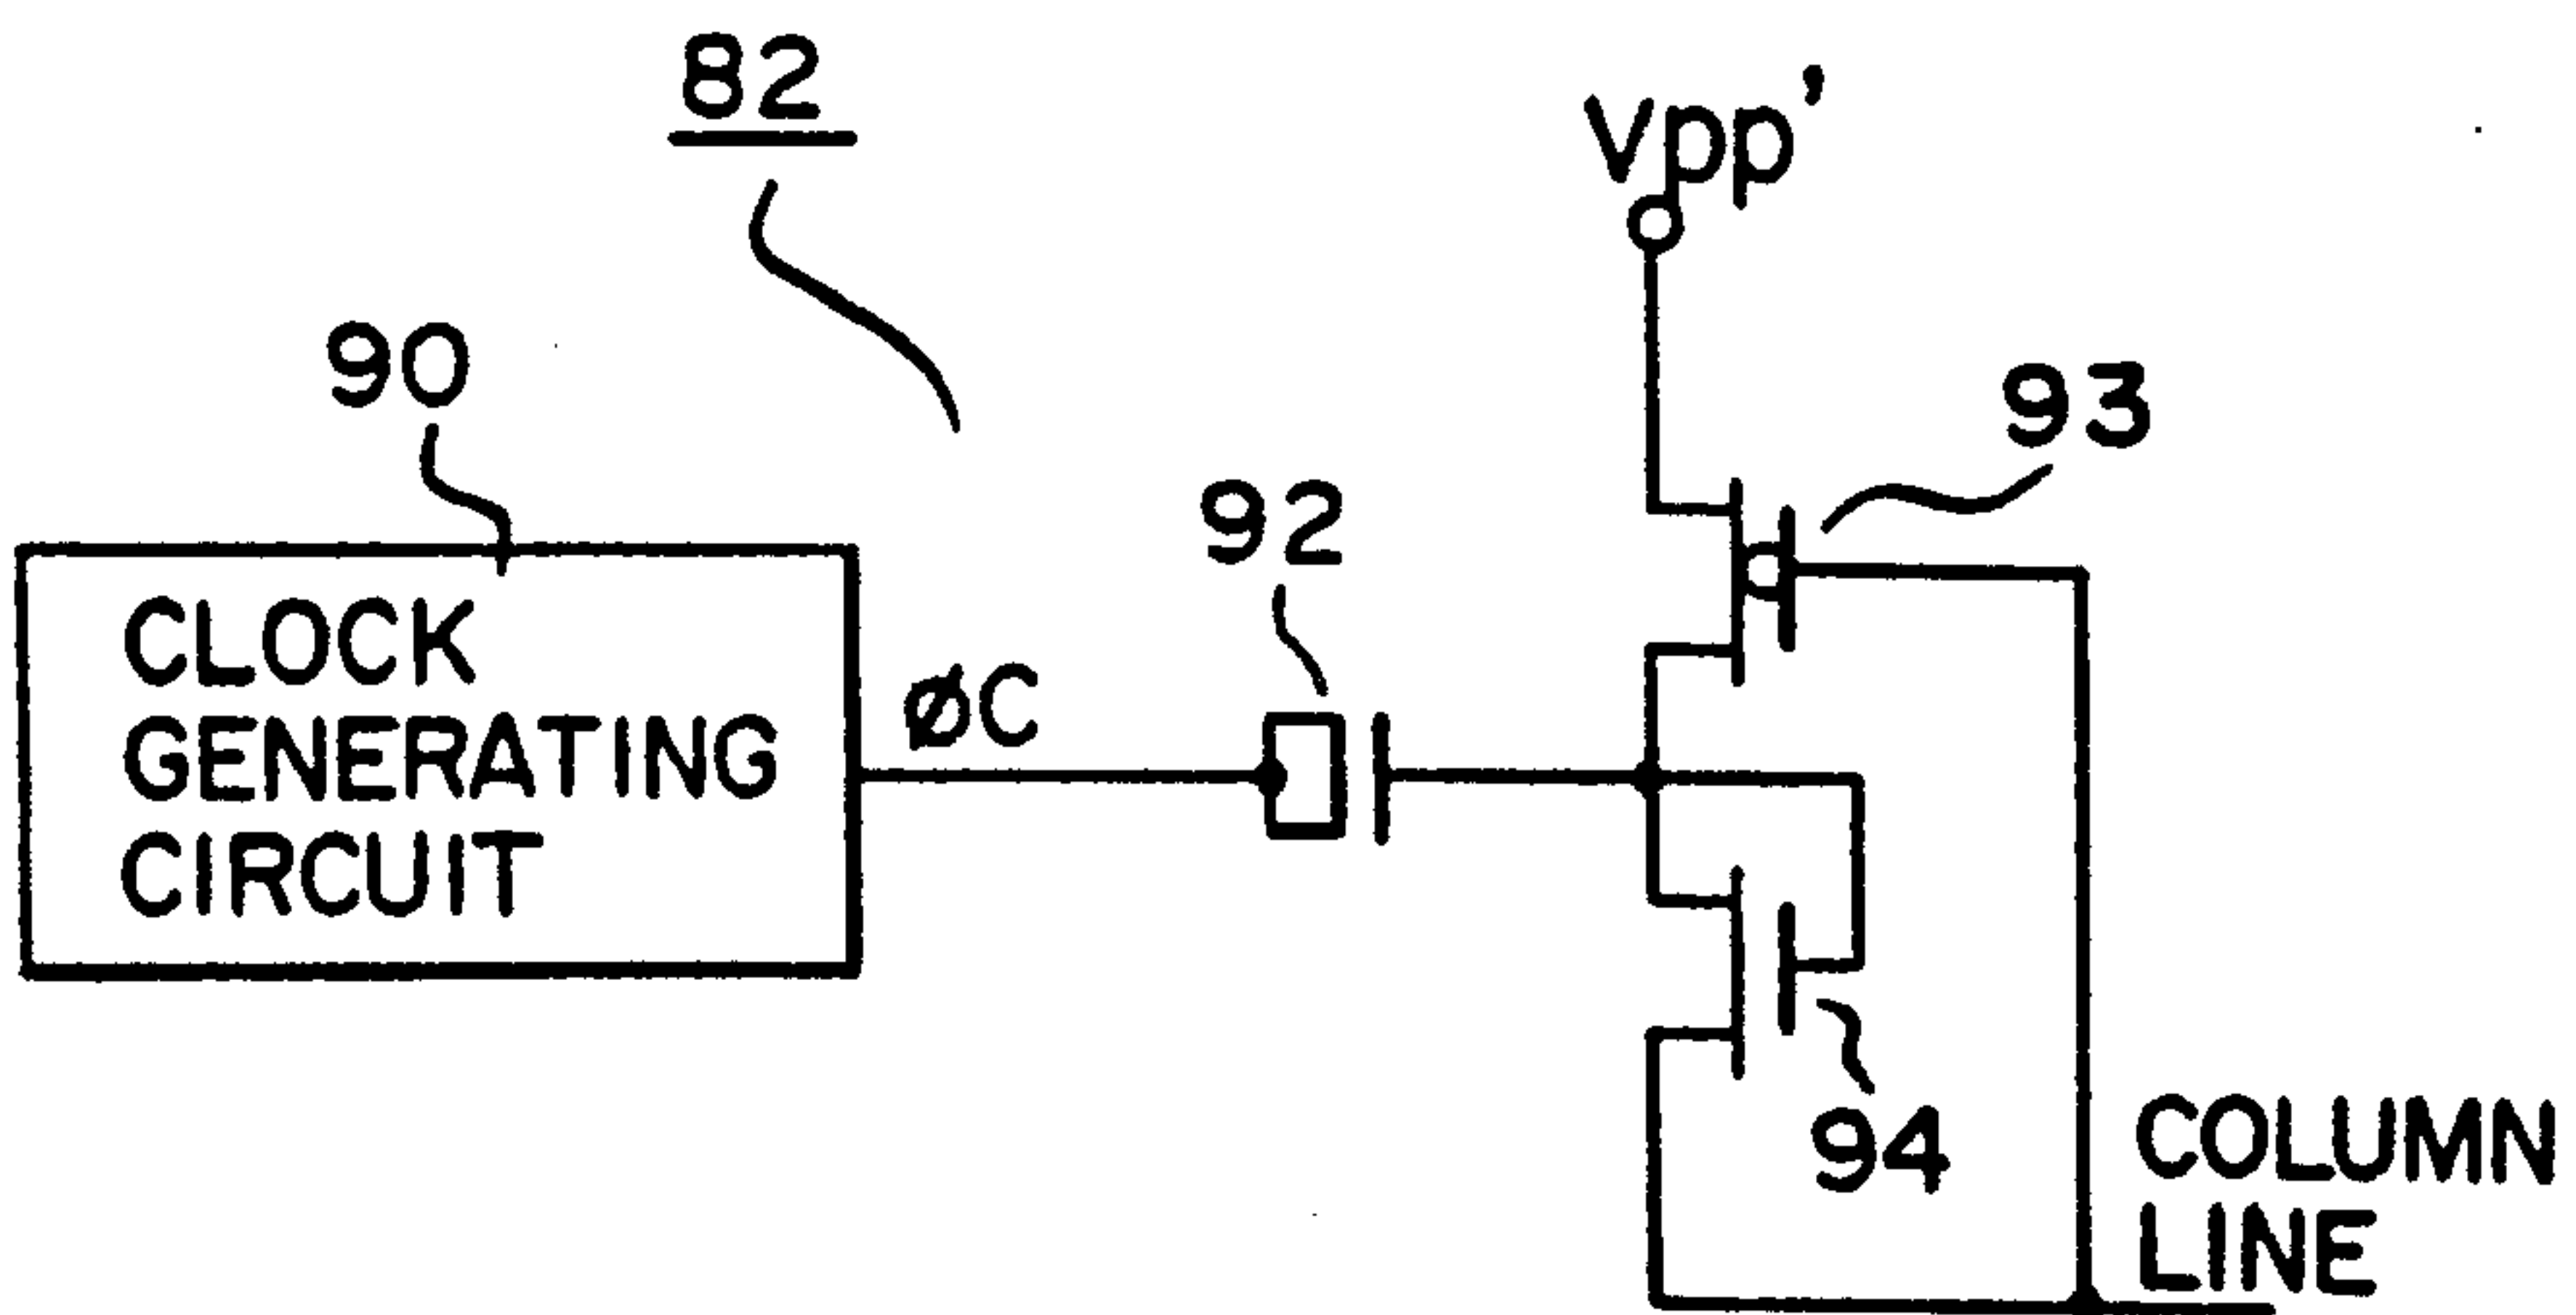 82
Vpp'
90
93
92
CLOCK
GENERATING
CIRCUIT
øC
94
COLUMN
LINE